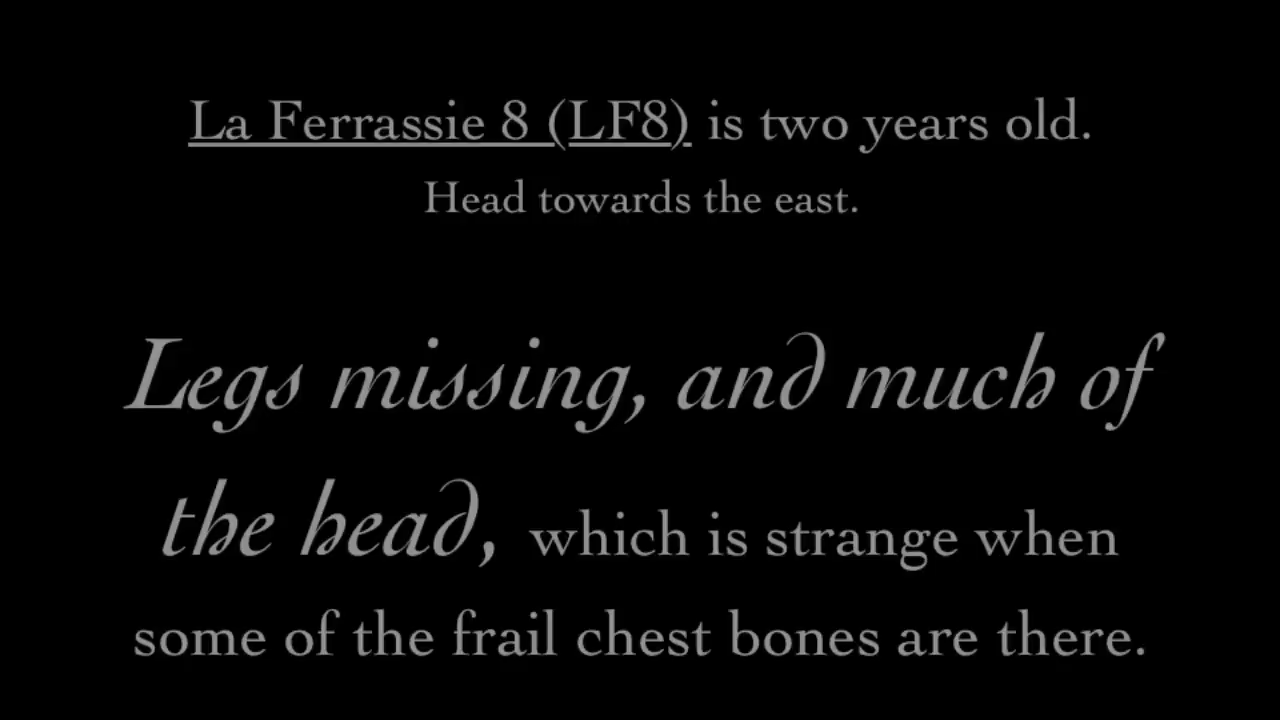 La Ferrassie 8 (LF8) is two years old.
Head towards the east.
Legs missing, and much of
the head, which is strange when
some of the frail chest bones are there.